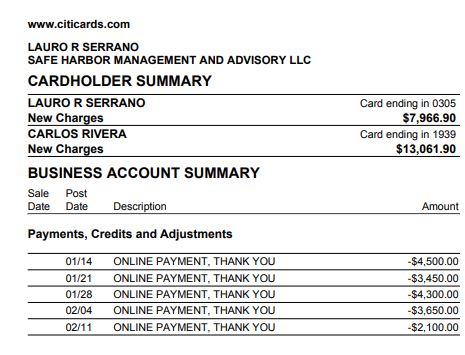 www.citicards.com
LAURO R SERRANO
SAFE HARBOR MANAGEMENT AND ADVISORY LLC
CARDHOLDER SUMMARY
LAURO R SERRANO Card ending in 0305
New Charges $7,966.90
CARLOS RIVERA Card ending in 1939
New Charges $13,061.90
BUSINESS ACCOUNT SUMMARY
Sale Post
Date Date Description Amount
Payments, Credits and Adjustments
01/14 ONLINE PAYMENT, THANK YOU -$4,500.00
01/21 ONLINE PAYMENT, THANK YOU -$3,450.00
01/28 ONLINE PAYMENT, THANK YOU -$4,300.00
02/04 ONLINE PAYMENT, THANK YOU -$3,650.00
02/11 ONLINE PAYMENT, THANK YOU -$2,100.00